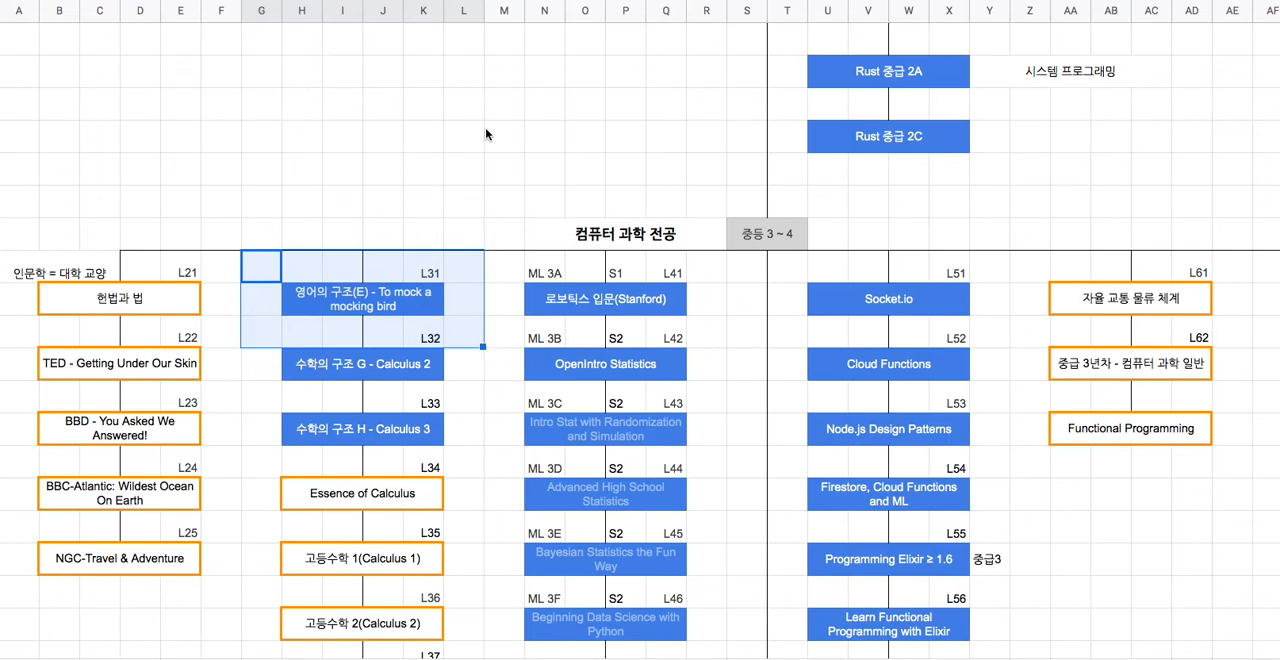 A B C D E F G H I J K L M N O P Q R S T U V W X Y Z AA AB AC AD AE AF
Rust 중급 2A
시스템 프로그래밍
Rust 중급 2C
컴퓨터 과학 전공
중등 3 ~ 4
인문학 = 대학 교양
L21
헌법과 법
L22
TED - Getting Under Our Skin
L23
BBD - You Asked We
Answered!
L24
BBC-Atlantic: Wildest Ocean
On Earth
L25
NGC-Travel & Adventure
L31
영어의 구조(E) - To mock a
mocking bird
L32
수학의 구조 G - Calculus 2
L33
수학의 구조 H - Calculus 3
L34
Essence of Calculus
L35
고등수학 1(Calculus 1)
L36
고등수학 2(Calculus 2)
L37
ML 3A S1 L41
로보틱스 입문(Stanford)
ML 3B S2 L42
OpenIntro Statistics
ML 3C S2 L43
Intro Stat with Randomization
and Simulation
ML 3D S2 L44
Advanced High School
Statistics
ML 3E S2 L45
Bayesian Statistics the Fun
Way
ML 3F S2 L46
Beginning Data Science with
Python
L51
Socket.io
L52
Cloud Functions
L53
Node.js Design Patterns
L54
Firestore, Cloud Functions
and ML
L55
Programming Elixir ≥ 1.6
중급3
L56
Learn Functional
Programming with Elixir
L61
자율 교통 물류 체계
L62
중급 3년차 - 컴퓨터 과학 일반
Functional Programming